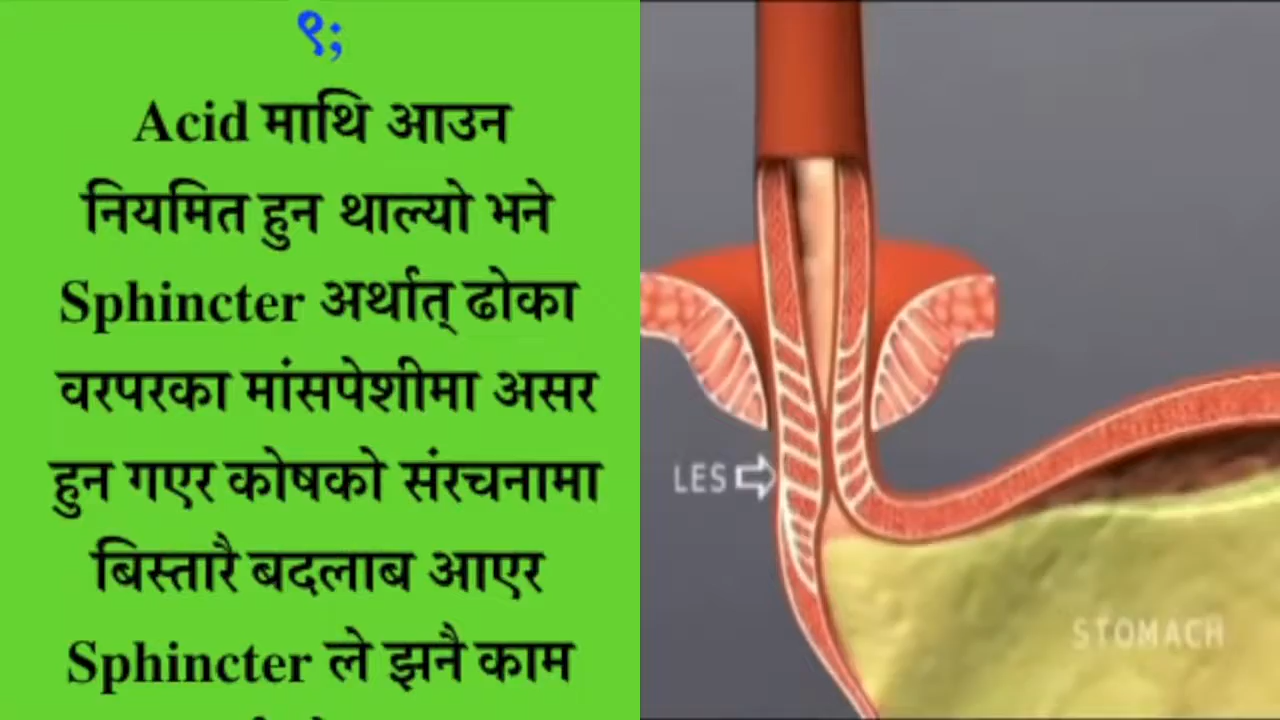 ९;
Acid माथि आउन
नियमित हुन थाल्यो भने
Sphincter अर्थात् ढोका
वरपरका मांसपेशीमा असर
हुन गएर कोषको संरचनामा
बिस्तारै बदलाब आएर
Sphincter ले झनै काम
LES
STOMACH